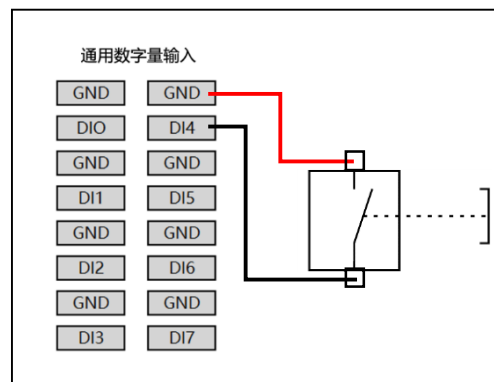 通用数字量输入
GND GND
DIO DI4
GND GND
DI1 DI5
GND GND
DI2 DI6
GND GND
DI3 DI7